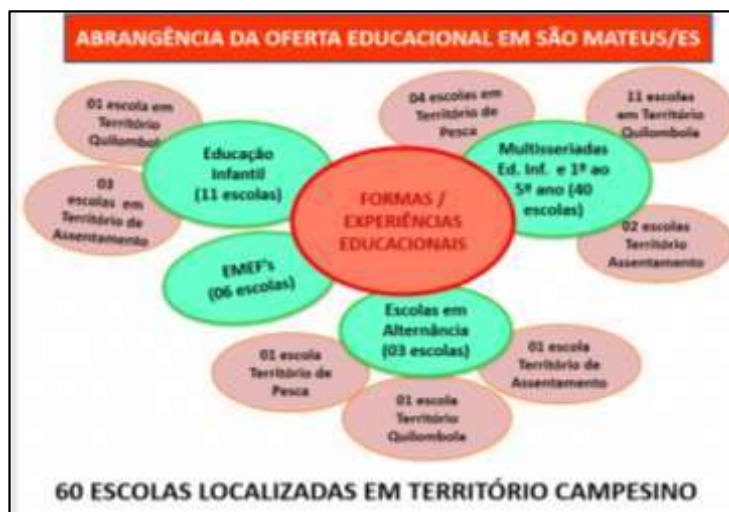 ABRANGÊNCIA DA OFERTA EDUCACIONAL EM SÃO MATEUS/ES
01 escola em
Território
Quilombola
03
escolas em
Território de
Assentamento
Educação
Infantil
(11 escolas)
EMEF's
(06 escolas)
FORMAS /
EXPERIÊNCIAS
EDUCACIONAIS
04 escolas em
Território de
Pesca
11 escolas
em Território
Quilombola
Multisseriadas
Ed. Inf. e 1º ao
5º ano (40
escolas)
02 escolas
Território
Assentamento
Escolas em
Alternância
(03 escolas)
01 escola
Território de
Pesca
01 escola
Território
Quilombola
01 escola
Território de
Assentamento
60 ESCOLAS LOCALIZADAS EM TERRITÓRIO CAMPESINO